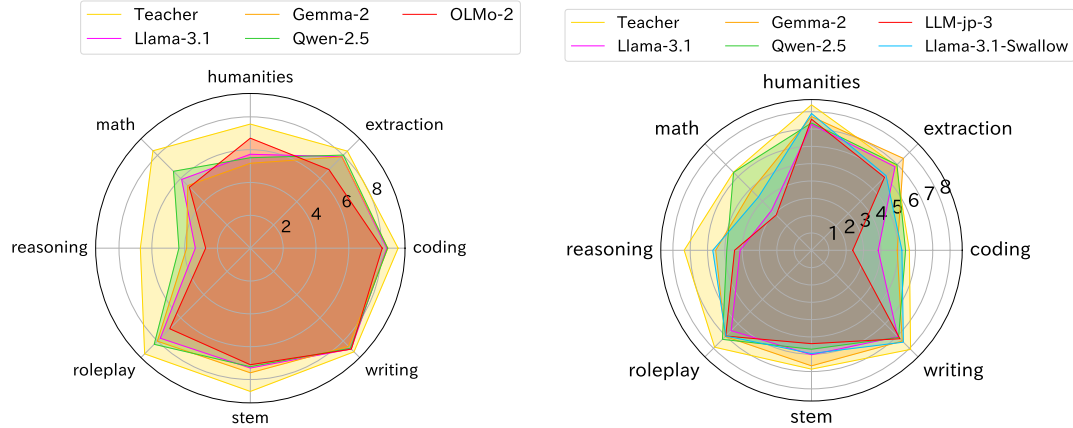 Teacher Gemma-2 OLMo-2
Llama-3.1 Qwen-2.5
humanities
math extraction
8
6
4
2
reasoning coding
roleplay writing
stem
Teacher Gemma-2 LLM-jp-3
Llama-3.1 Qwen-2.5 Llama-3.1-Swallow
humanities
math extraction
1 2 3 4 5 6 7 8
reasoning coding
roleplay writing
stem